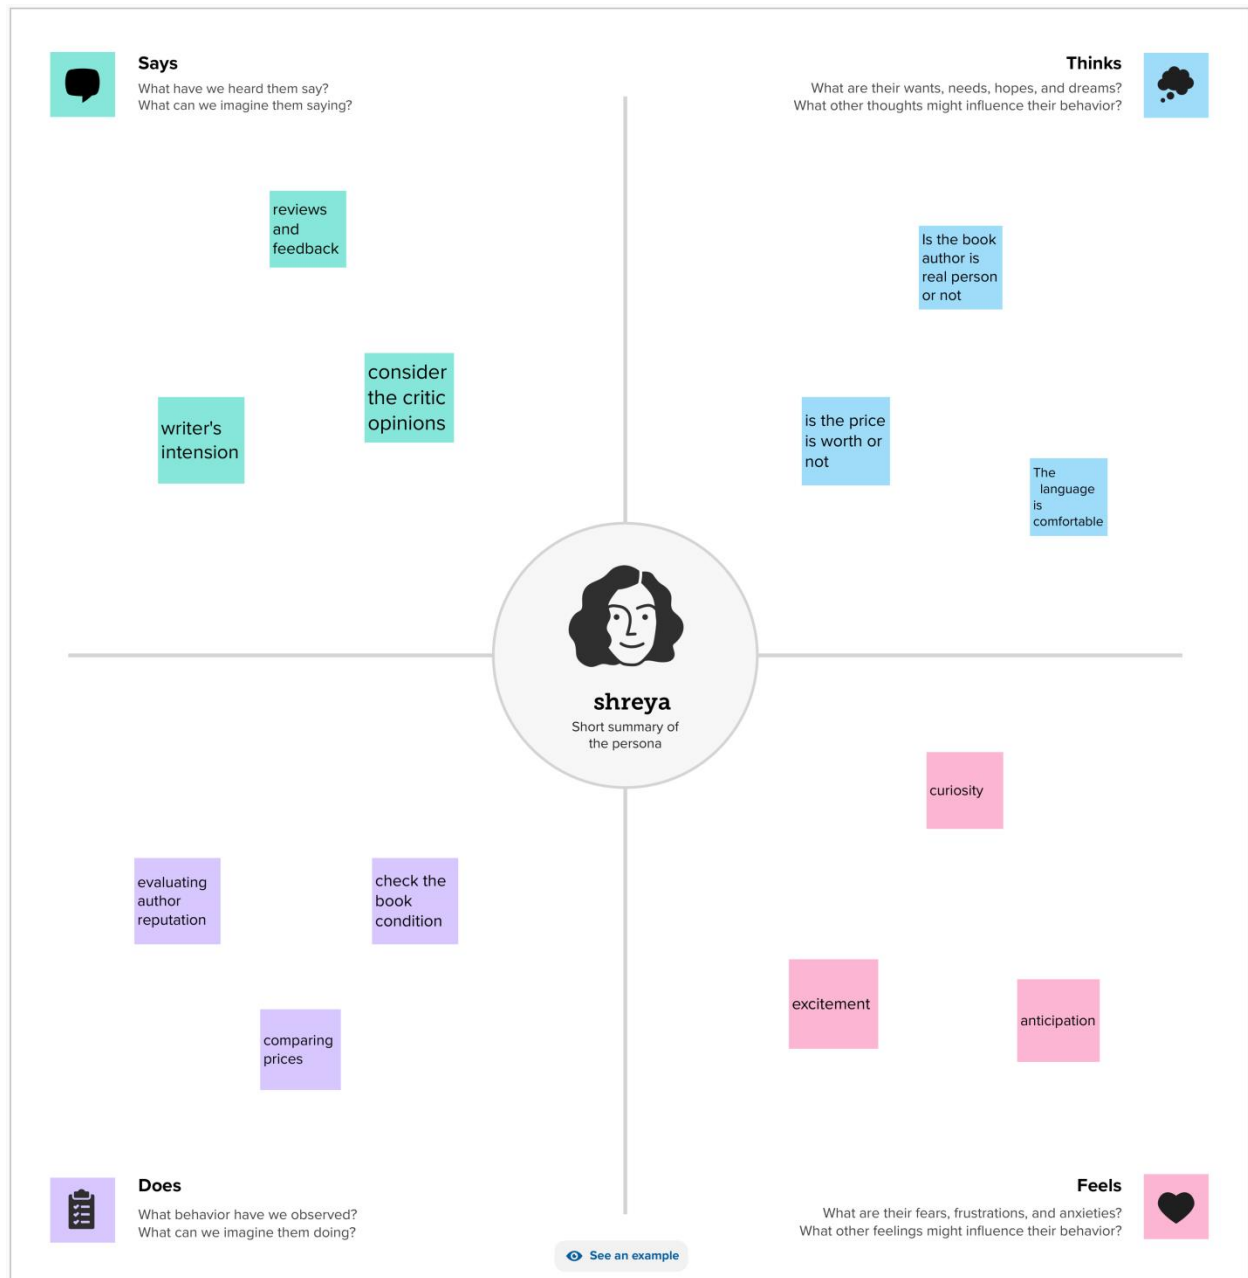 Says
What have we heard them say?
What can we imagine them saying?
Thinks
What are their wants, needs, hopes, and dreams?
What other thoughts might influence their behavior?
reviews
and
feedback
writer's
intension
consider
the critic
opinions
Is the book
author is
real person
or not
is the price
is worth or
not
The
language
is
comfortable
shreya
Short summary of
the persona
evaluating
author
reputation
check the
book
condition
comparing
prices
curiosity
excitement
anticipation
Does
What behavior have we observed?
What can we imagine them doing?
Feels
What are their fears, frustrations, and anxieties?
What other feelings might influence their behavior?
See an example